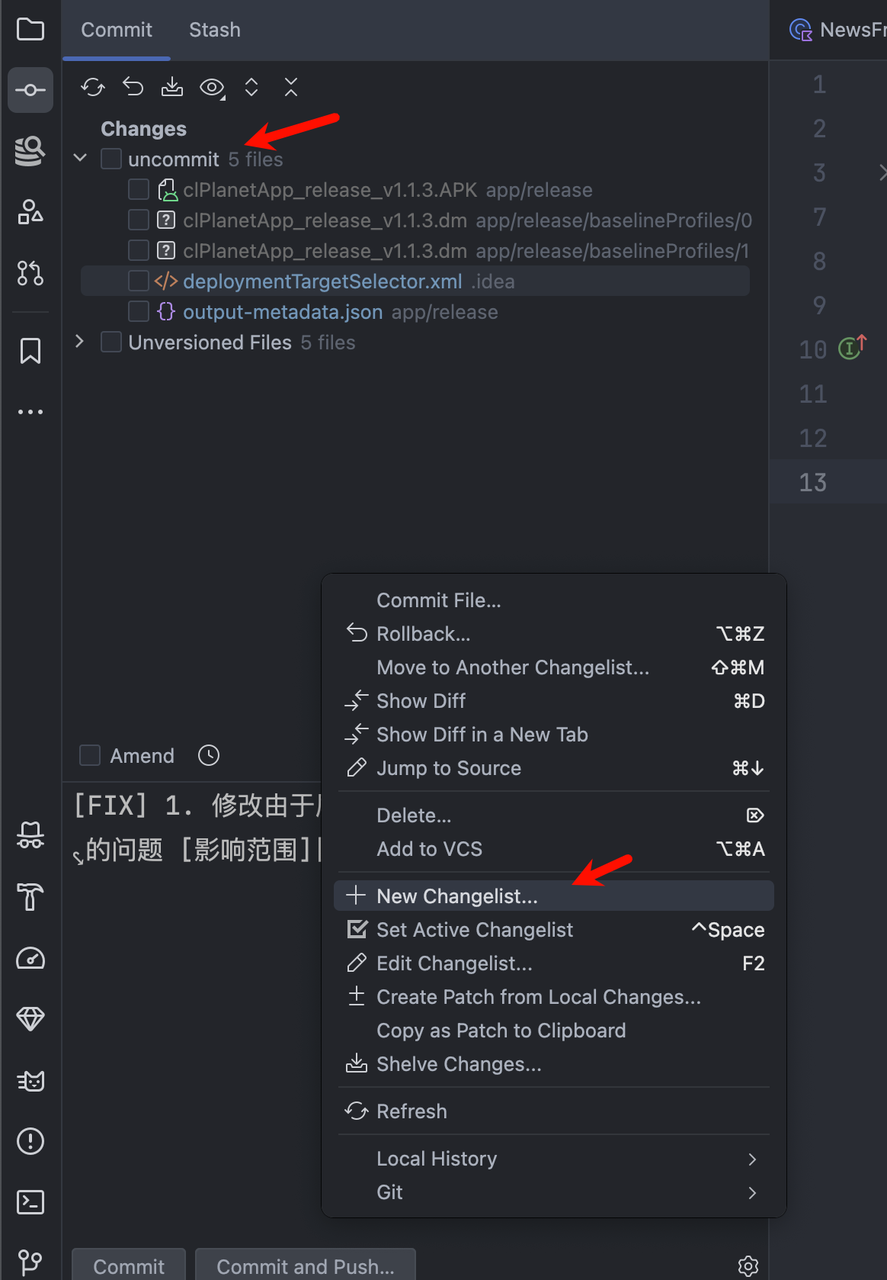 Commit Stash
NewsFr
Changes
uncommit 5 files
clPlanetApp_release_v1.1.3.APK app/release
clPlanetApp_release_v1.1.3.dm app/release/baselineProfiles/0
clPlanetApp_release_v1.1.3.dm app/release/baselineProfiles/1
deploymentTargetSelector.xml .idea
output-metadata.json app/release
Unversioned Files 5 files
1
2
3
7
8
9
10
11
12
13
Commit File...
Rollback... ⌥⌘Z
Move to Another Changelist... ⇧⌘M
Show Diff ⌘D
Show Diff in a New Tab
Jump to Source ⌘↓
Delete... ⌦
Add to VCS ⌥⌘A
New Changelist...
Set Active Changelist ^Space
Edit Changelist... F2
Create Patch from Local Changes...
Copy as Patch to Clipboard
Shelve Changes...
Refresh
Local History
Git
Amend
[FIX] 1. 修改由于
的问题 [影响范围]
Commit Commit and Push...